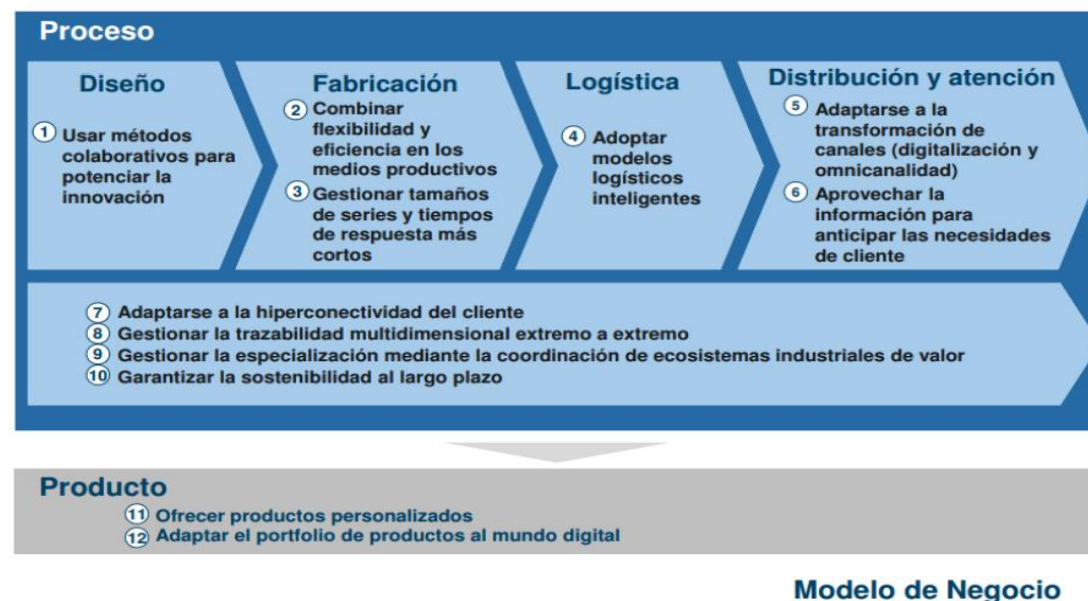 Proceso
Diseño
1 Usar métodos
colaborativos para
potenciar la
innovación
Fabricación
2 Combinar
flexibilidad y
eficiencia en los
medios productivos
3 Gestionar tamaños
de series y tiempos
de respuesta más
cortos
Logística
4 Adoptar
modelos
logísticos
inteligentes
Distribución y atención
5 Adaptarse a la
transformación de
canales (digitalización y
omnicanalidad)
6 Aprovechar la
información para
anticipar las necesidades
de cliente
7 Adaptarse a la hiperconectividad del cliente
8 Gestionar la trazabilidad multidimensional extremo a extremo
9 Gestionar la especialización mediante la coordinación de ecosistemas industriales de valor
10 Garantizar la sostenibilidad al largo plazo
Producto
11 Ofrecer productos personalizados
12 Adaptar el portfolio de productos al mundo digital
Modelo de Negocio